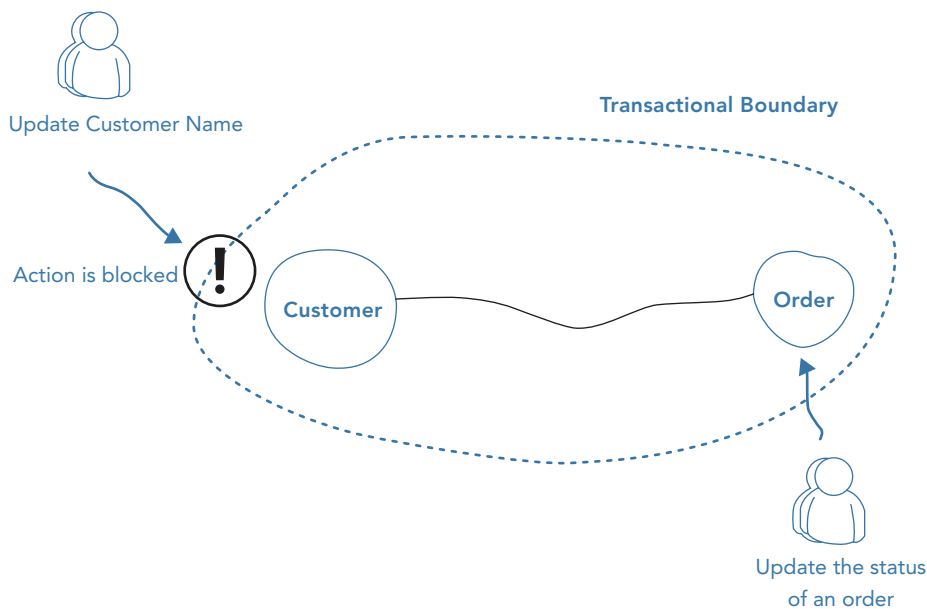 Transactional Boundary
Update Customer Name
Action is blocked
!
Customer
Order
Update the status
of an order